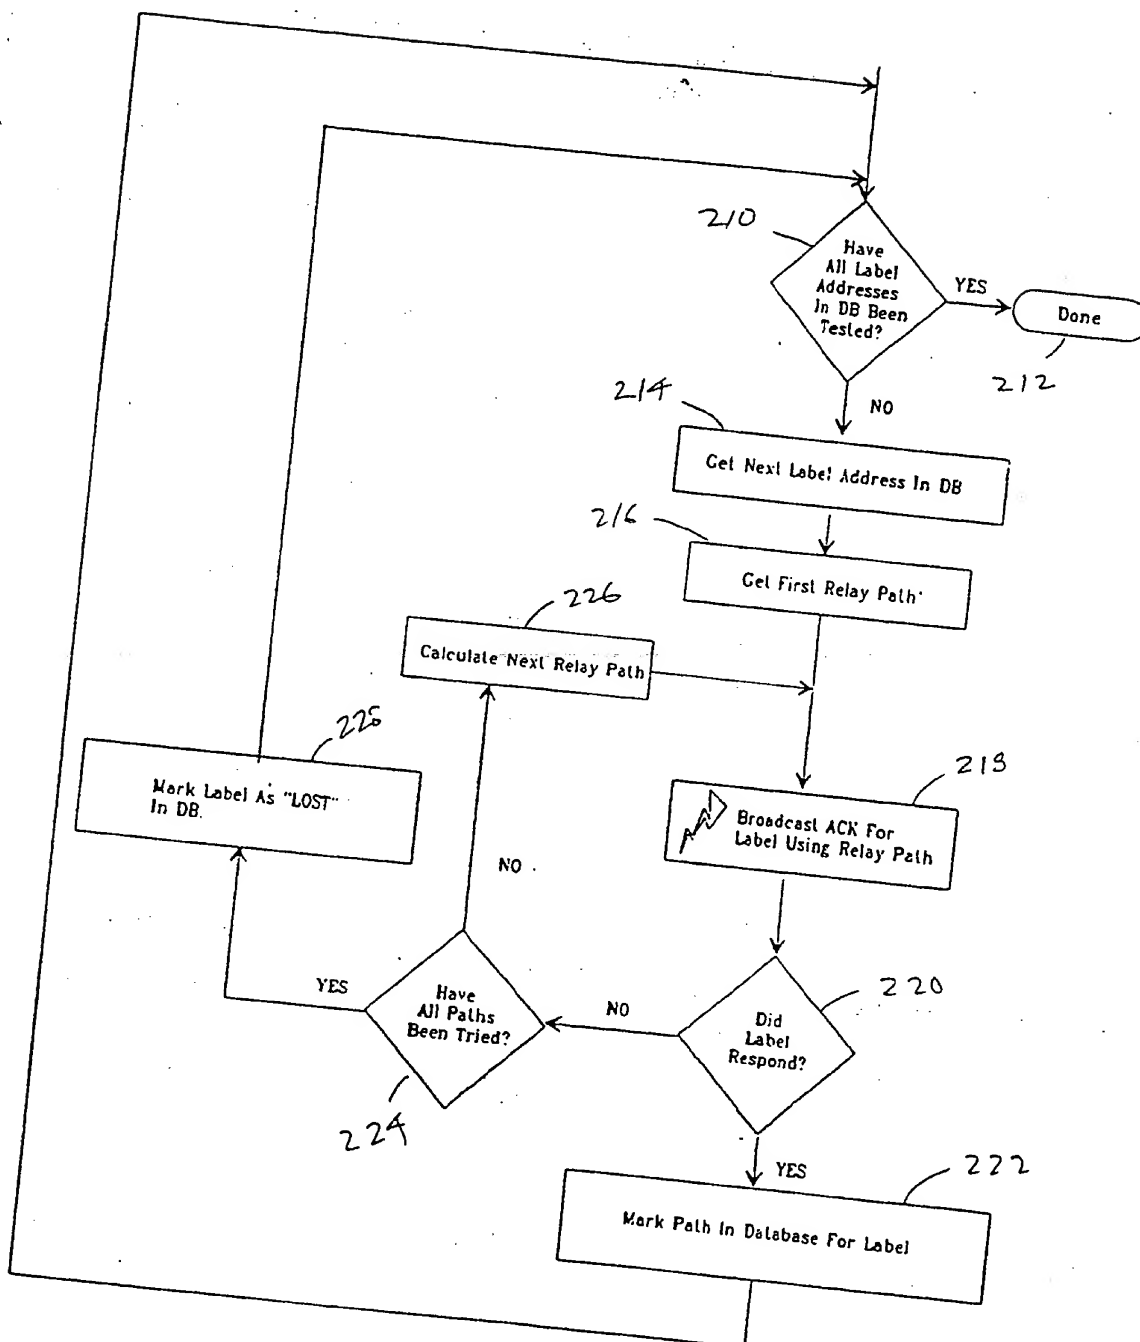 210
Have
All Label
Addresses
In DB Been
Tested?
YES
Done
212
NO
214
Get Next Label Address In DB
216
Get First Relay Path
226
Calculate Next Relay Path
228
Mark Label As "LOST"
In DB.
218
Broadcast ACK For
Label Using Relay Path
NO
YES
Have
All Paths
Been Tried?
224
NO
220
Did
Label
Respond?
YES
222
Mark Path In Database For Label